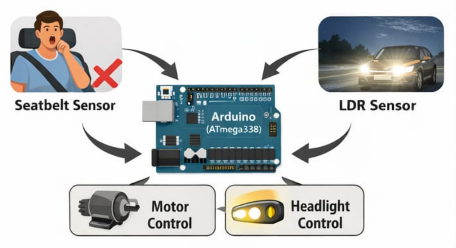 Seatbelt Sensor
LDR Sensor
Arduino
(ATmega338)
Motor
Control
Headlight
Control